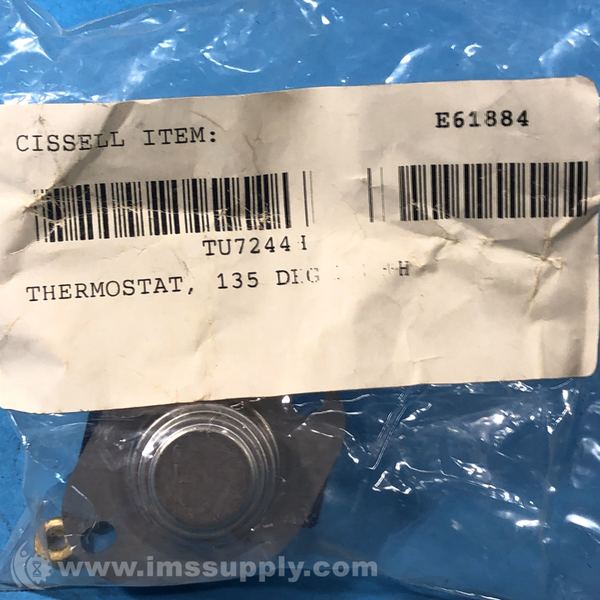 CISSELL ITEM: E61884
TU7244
THERMOSTAT, 135 DEG
www.imssupply.com